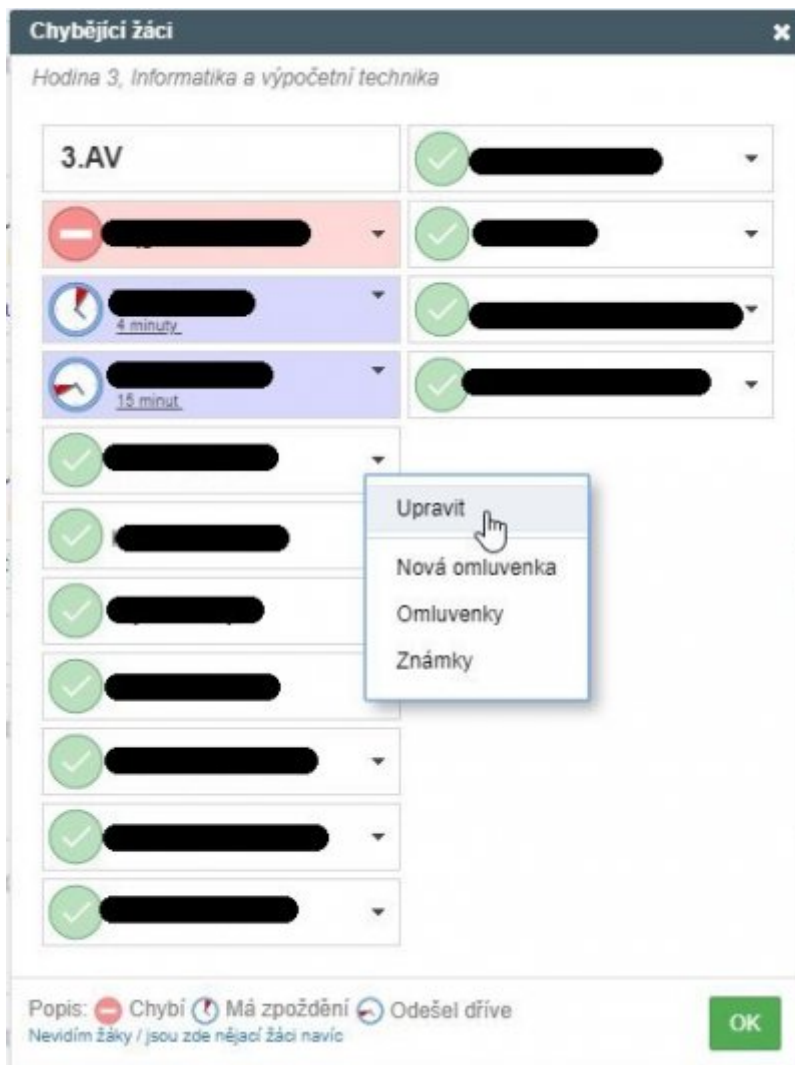 Chybějící žáci
Hodina 3, Informatika a výpočetní technika
3.AV
4 minuty
15 minut
Upravit
Nová omluvenka
Omluvenky
Známky
Popis: Chybí Má zpoždění Odešel dříve
Nevidím žáky / jsou zde nějací žáci navíc
OK